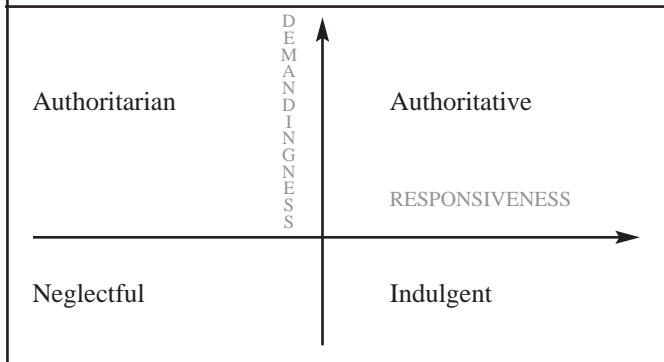 DEMANDINGNESS
Authoritarian
Authoritative
RESPONSIVENESS
Neglectful
Indulgent